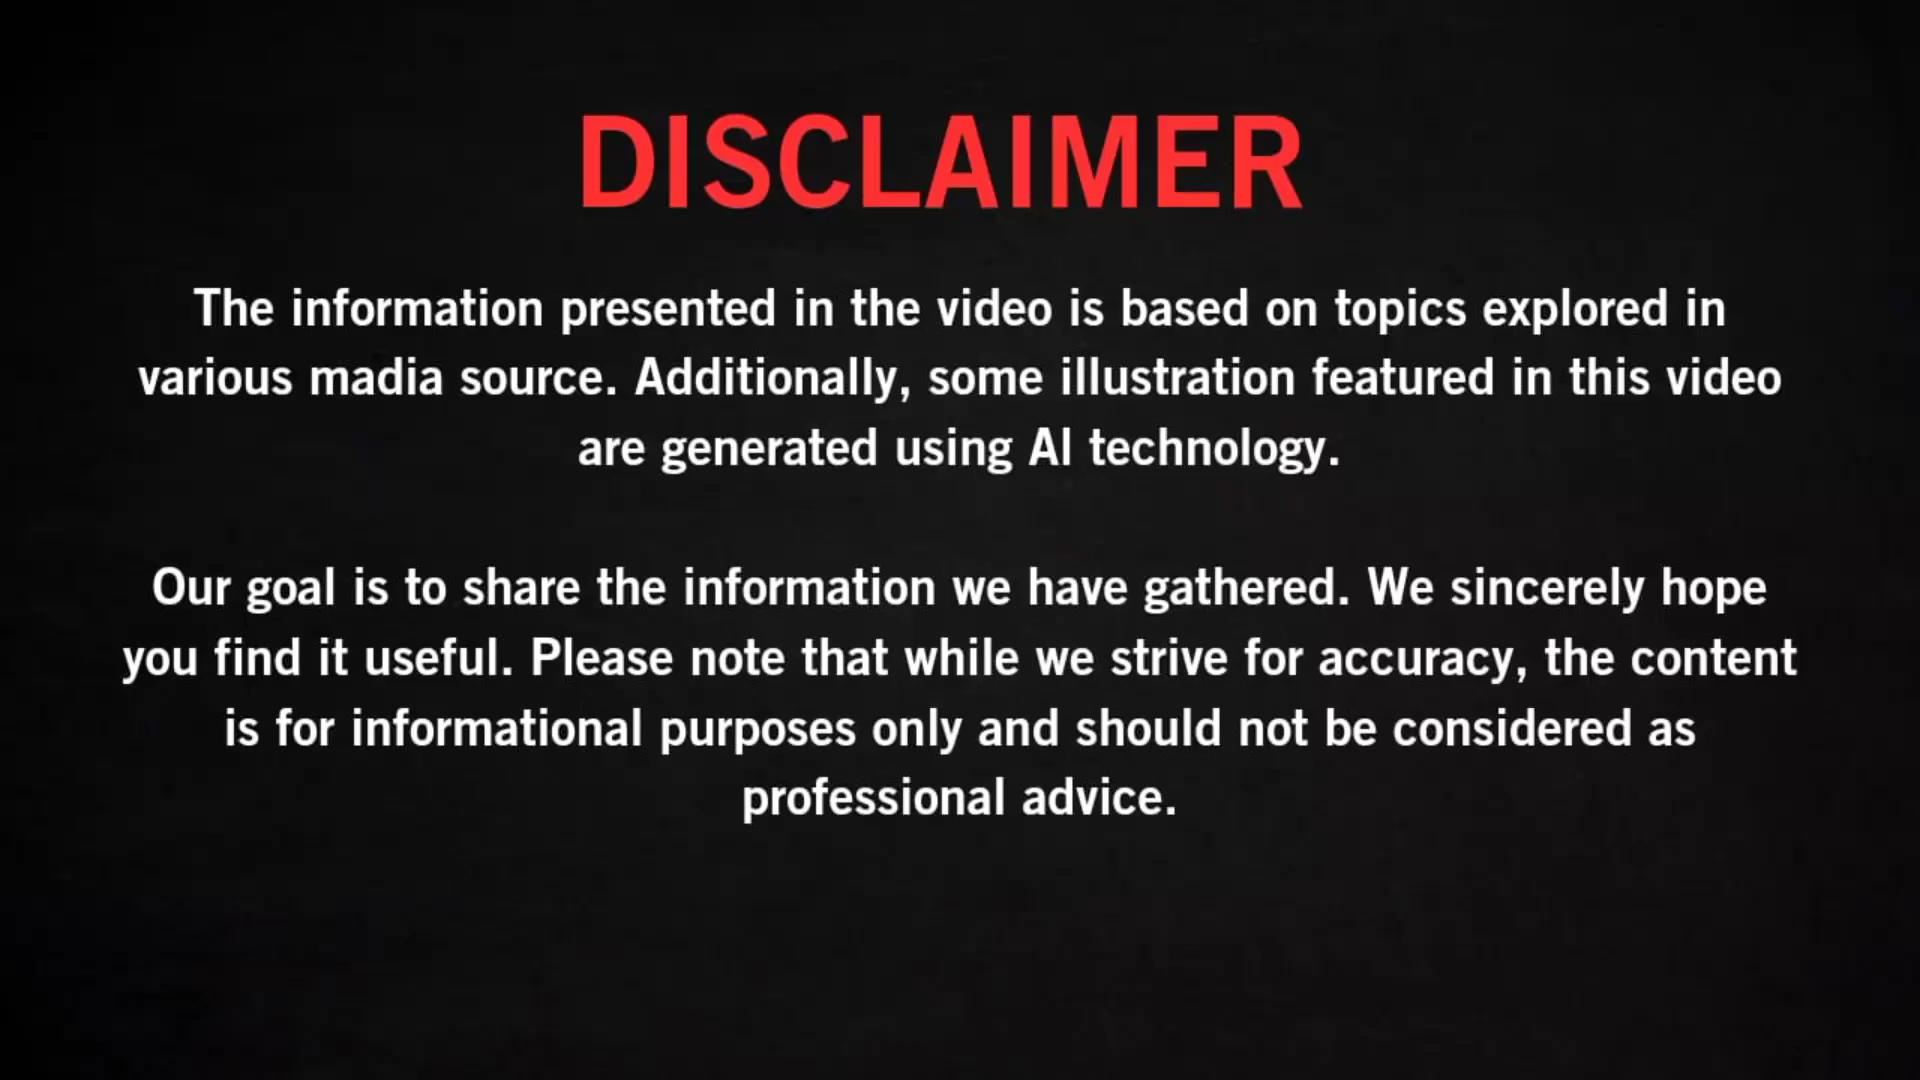 DISCLAIMER
The information presented in the video is based on topics explored in
various madia source. Additionally, some illustration featured in this video
are generated using AI technology.
Our goal is to share the information we have gathered. We sincerely hope
you find it useful. Please note that while we strive for accuracy, the content
is for informational purposes only and should not be considered as
professional advice.